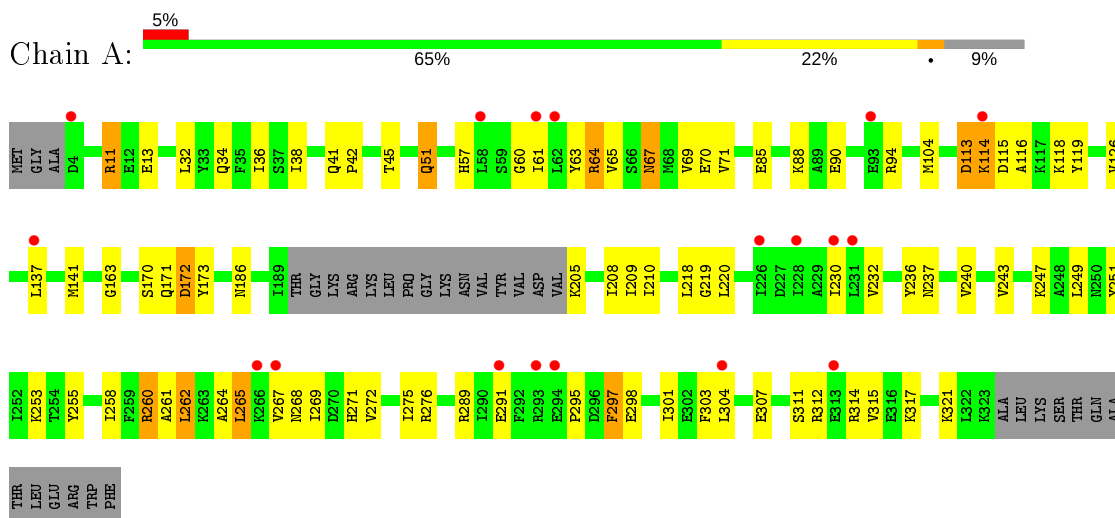 5%
Chain A:
65% 22% • 9%
MET GLY ALA D4 R11 E12 E13 L32 Y33 Q34 F35 I36 S37 I38 Q41 P42 T45 Q51 H57 L58 S59 G60 I61 L62 Y63 R64 V65 S66 N67 M68 V69 E70 V71 E85 K88 A89 E90 E93 R94 M104 D113 K114 D115 A116 K117 K118 Y119
L137 M141 G163 S170 Q171 D172 Y173 N186 I189 THR GLY LYS ARG LYS LEU PRO GLY LYS ASN VAL TYR VAL ASP VAL K205 I208 I209 I210 L218 G219 L220 I226 D227 I228 A229 I230 L231 V232 Y236 N237 V240 V243 K247 A248 L249 N250 Y251
I252 K253 T254 Y255 I258 F259 R260 A261 L262 K263 A264 L265 K266 V267 N268 I269 D270 H271 V272 I275 R276 R289 I290 E291 F292 R293 E294 P295 D296 F297 E298 I301 E302 F303 L304 E307 S311 R312 E313 R314 V315 E316 K317 K321 L322 K323 ALA LEU LYS SER THR GLN ALA
THR LEU GLU ARG TRP PHE